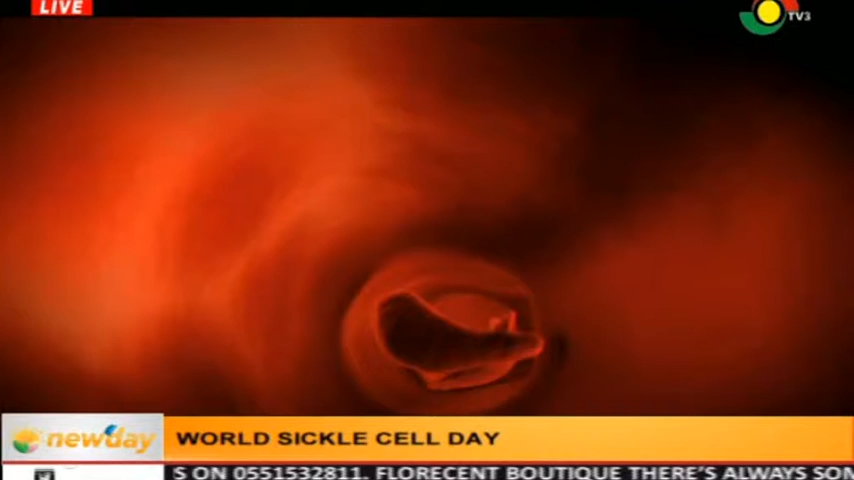 LIVE
TV3
newday
WORLD SICKLE CELL DAY
S ON 0551532811. FLORECENT BOUTIQUE THERE'S ALWAYS SOM